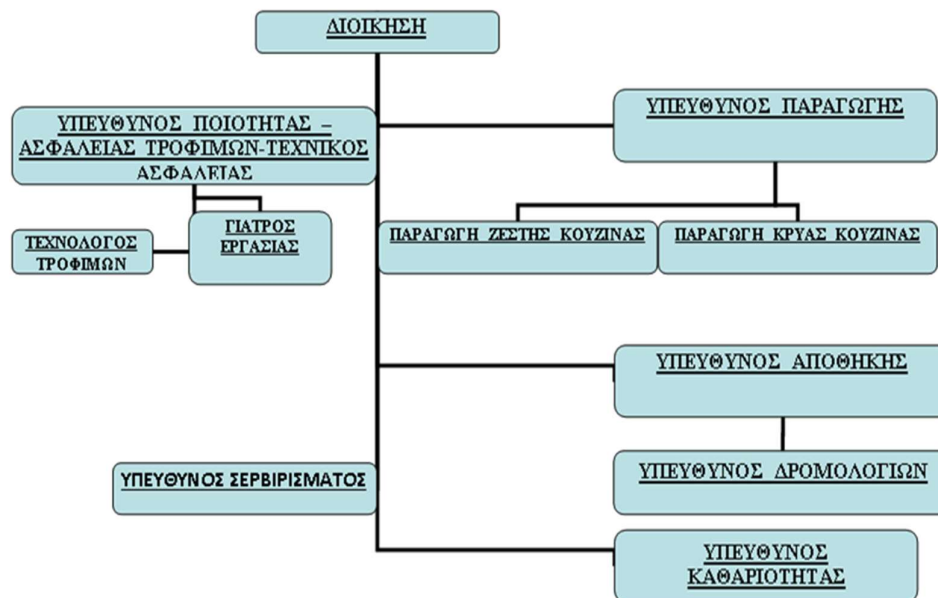 ΔΙΟΙΚΗΣΗ
ΥΠΕΥΘΥΝΟΣ ΠΟΙΟΤΗΤΑΣ –
ΑΣΦΑΛΕΙΑΣ ΤΡΟΦΙΜΩΝ-ΤΕΧΝΙΚΟΣ
ΑΣΦΑΛΕΙΑΣ
ΥΠΕΥΘΥΝΟΣ ΠΑΡΑΓΩΓΗΣ
ΤΕΧΝΟΛΟΓΟΣ
ΤΡΟΦΙΜΩΝ
ΓΙΑΤΡΟΣ
ΕΡΓΑΣΙΑΣ
ΠΑΡΑΓΩΓΗ ΖΕΣΤΗΣ ΚΟΥΖΙΝΑΣ
ΠΑΡΑΓΩΓΗ ΚΡΥΑΣ ΚΟΥΖΙΝΑΣ
ΥΠΕΥΘΥΝΟΣ ΑΠΟΘΗΚΗΣ
ΥΠΕΥΘΥΝΟΣ ΣΕΡΒΙΡΙΣΜΑΤΟΣ
ΥΠΕΥΘΥΝΟΣ ΔΡΟΜΟΛΟΓΙΩΝ
ΥΠΕΥΘΥΝΟΣ
ΚΑΘΑΡΙΟΤΗΤΑΣ